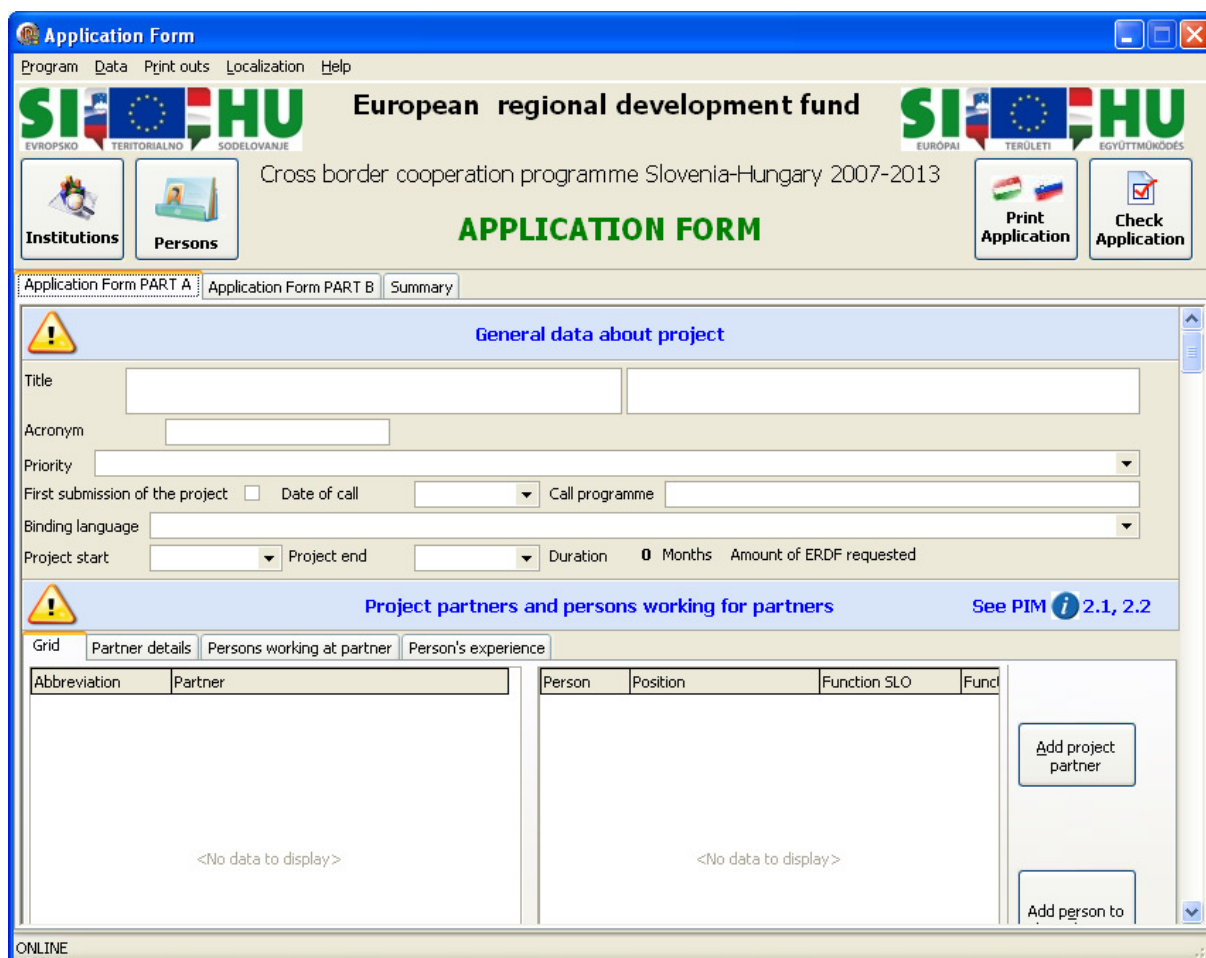 Application Form
Program Data Print outs Localization Help
SI HU European regional development fund SI HU
EVROPSKO TERITORIALNO SODELOVANJE EURÓPAI TERÜLETI EGYÜTTMŰKÖDÉS
Cross border cooperation programme Slovenia-Hungary 2007-2013
Institutions Persons APPLICATION FORM Print Application Check Application
Application Form PART A Application Form PART B Summary
General data about project
Title
Acronym
Priority
First submission of the project Date of call Call programme
Binding language
Project start Project end Duration 0 Months Amount of ERDF requested
Project partners and persons working for partners See PIM i 2.1, 2.2
Grid Partner details Persons working at partner Person's experience
Abbreviation Partner Person Position Function SLO Funct
Add project
partner
<No data to display> <No data to display>
Add person to
ONLINE